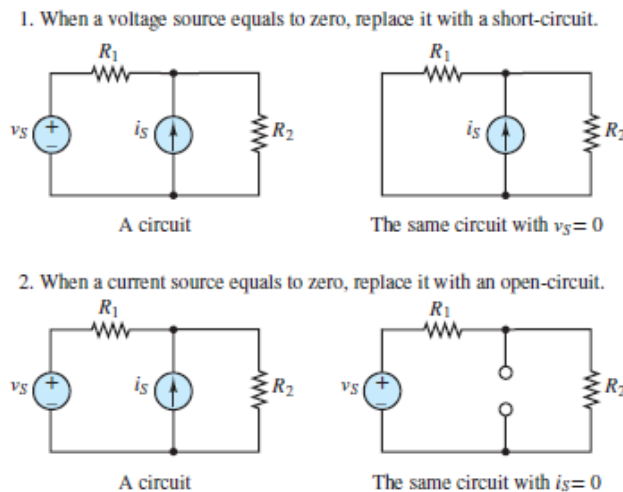 1. When a voltage source equals to zero, replace it with a short-circuit.
R1 R1
vS + − iS R2 iS R2
A circuit The same circuit with vS= 0
2. When a current source equals to zero, replace it with an open-circuit.
R1 R1
vS + − iS R2 vS + − R2
A circuit The same circuit with iS= 0